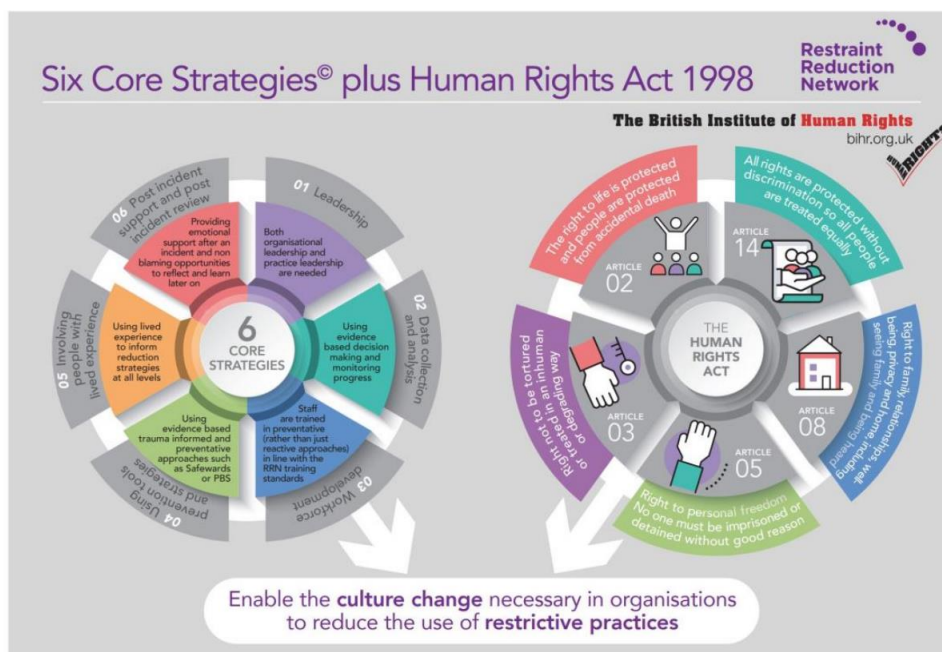 Six Core Strategies© plus Human Rights Act 1998
Restraint
Reduction
Network
The British Institute of Human Rights
bihr.org.uk
HUMAN RIGHTS
01 Leadership
Both
organisational
leadership and
practice leadership
are needed
02 Data collection
and analysis
Using
evidence
based decision
making and
monitoring
progress
03 Workforce
development
Staff
are trained
in preventative
(rather than just
reactive approaches)
in line with the
RRN training
standards
04 Using
prevention tools
and strategies
Using
evidence based
trauma informed and
preventative
approaches such
as Safewards
or PBS
05 Involving
people with
lived experience
Using lived
experience
to inform
reduction
strategies
at all levels
06 Post incident
support and post
incident review
Providing
emotional
support after an
incident and non
blaming opportunities
to reflect and learn
later on
6
CORE
STRATEGIES
THE
HUMAN
RIGHTS
ACT
The right to life is protected
and people are protected
from accidental death
ARTICLE
02
All rights are protected without
discrimination so all people
are treated equally
ARTICLE
14
Right to family relationships, well
being, privacy and home, including
seeing family and being heard
ARTICLE
08
Right to personal freedom
No one must be imprisoned or
detained without good reason
ARTICLE
05
Right not to be tortured
or treated in an inhuman
or degrading way
ARTICLE
03
Enable the culture change necessary in organisations
to reduce the use of restrictive practices